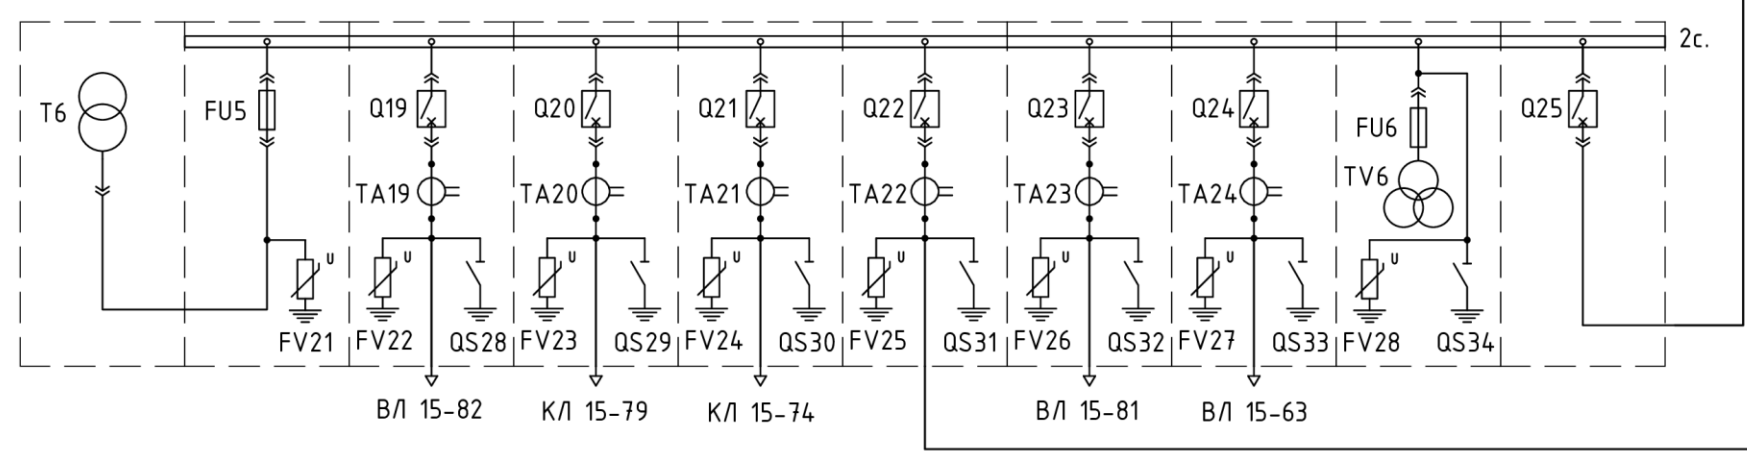 2с.
T6 FU5 Q19 Q20 Q21 Q22 Q23 Q24 FU6 Q25
TA19 TA20 TA21 TA22 TA23 TA24 TV6
U U U U U U U U
FV21 FV22 QS28 FV23 QS29 FV24 QS30 FV25 QS31 FV26 QS32 FV27 QS33 FV28 QS34
ВЛ 15-82 КЛ 15-79 КЛ 15-74 ВЛ 15-81 ВЛ 15-63